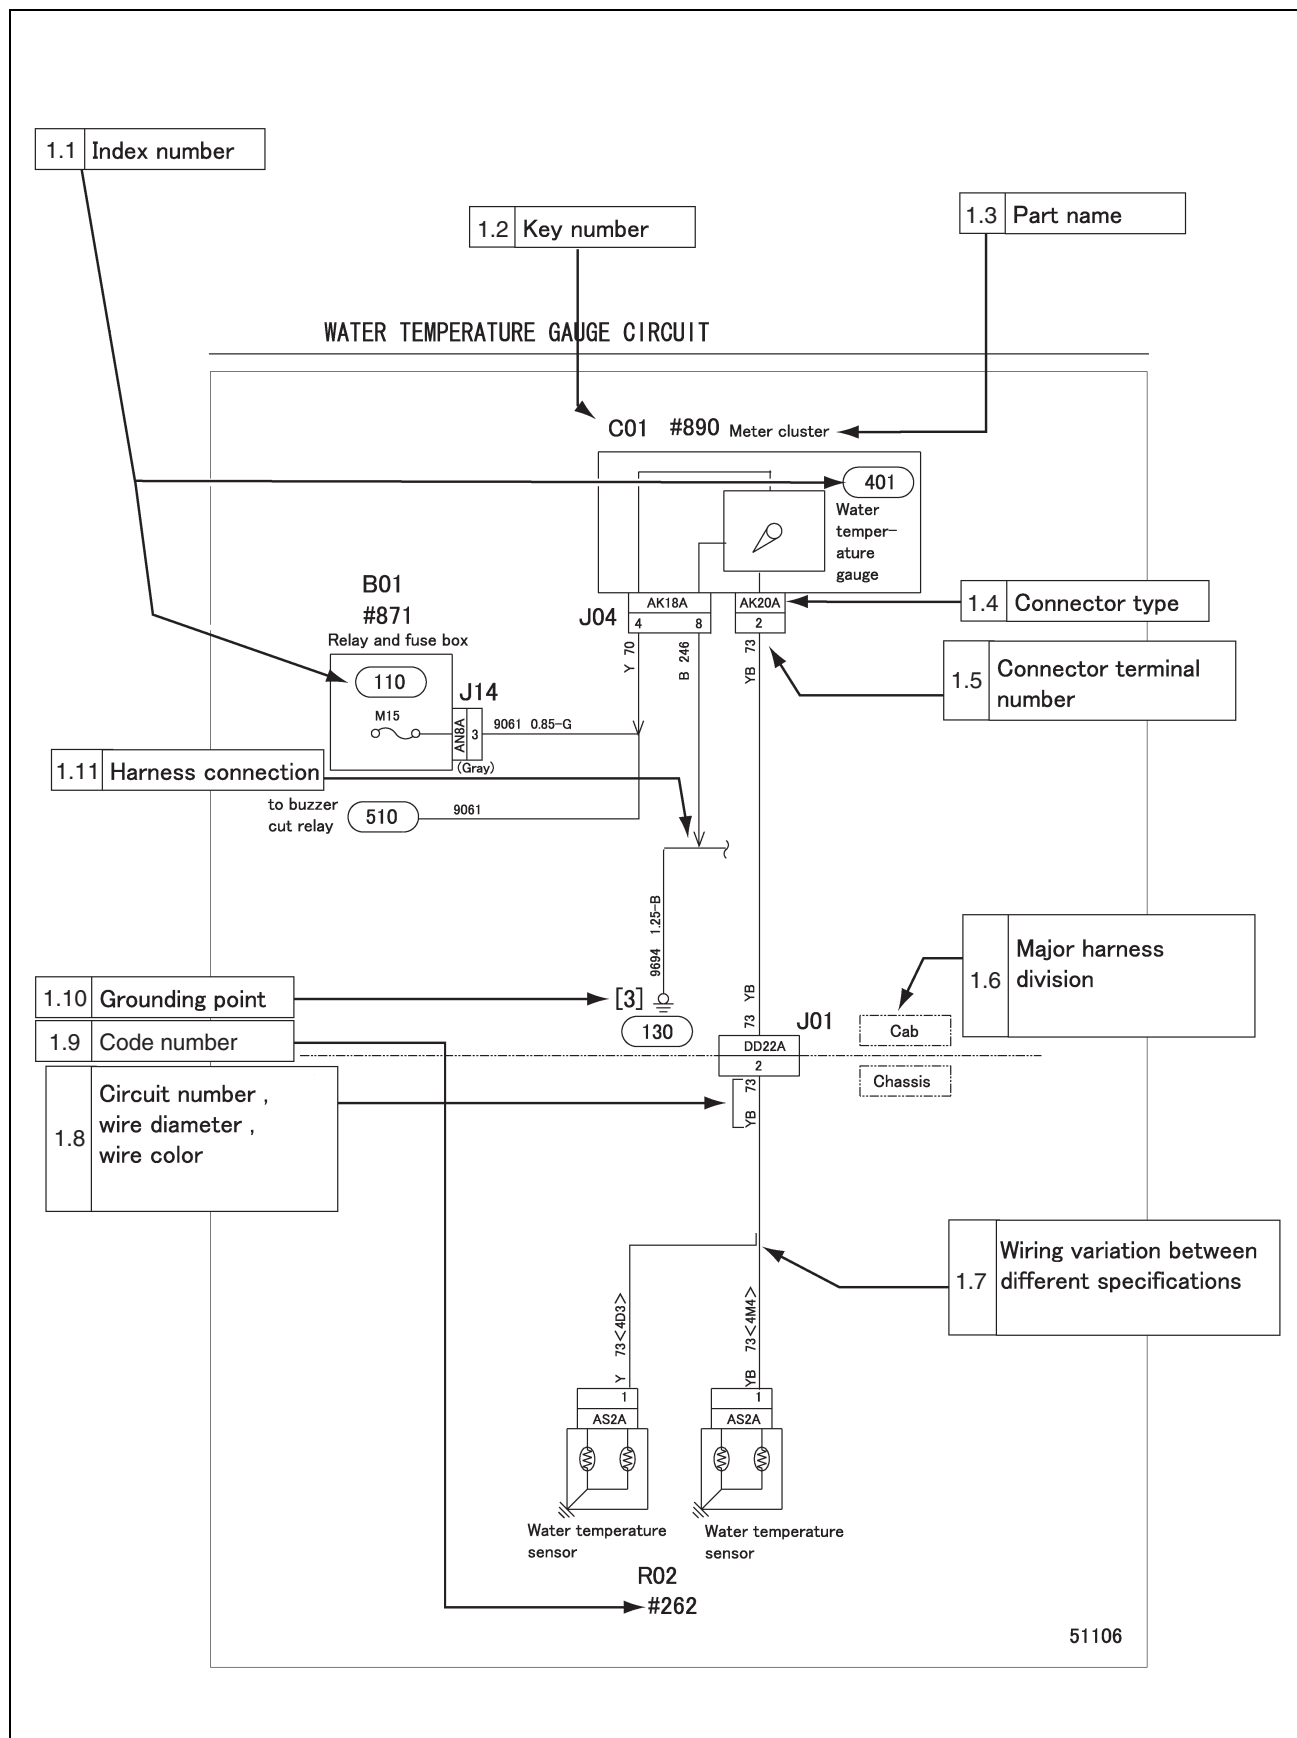 1.1 Index number
1.2 Key number
1.3 Part name
WATER TEMPERATURE GAUGE CIRCUIT
C01 #890 Meter cluster
401
Water
temper-
ature
gauge
B01
#871
Relay and fuse box
J04
AK18A
4 8
AK20A
2
1.4 Connector type
Y 70
B 246
YB 73
1.5 Connector terminal
number
110
J14
M15
AN8A
3
9061 0.85-G
(Gray)
1.11 Harness connection
to buzzer
cut relay
510
9061
9694 1.25-B
1.6 Major harness
division
1.10 Grounding point
[3]
130
73 YB
J01
DD22A
2
Cab
Chassis
1.9 Code number
1.8 Circuit number ,
wire diameter ,
wire color
YB 73
1.7 Wiring variation between
different specifications
Y 73<4D3>
YB 73<4M4>
1
AS2A
1
AS2A
Water temperature
sensor
Water temperature
sensor
R02
#262
51106